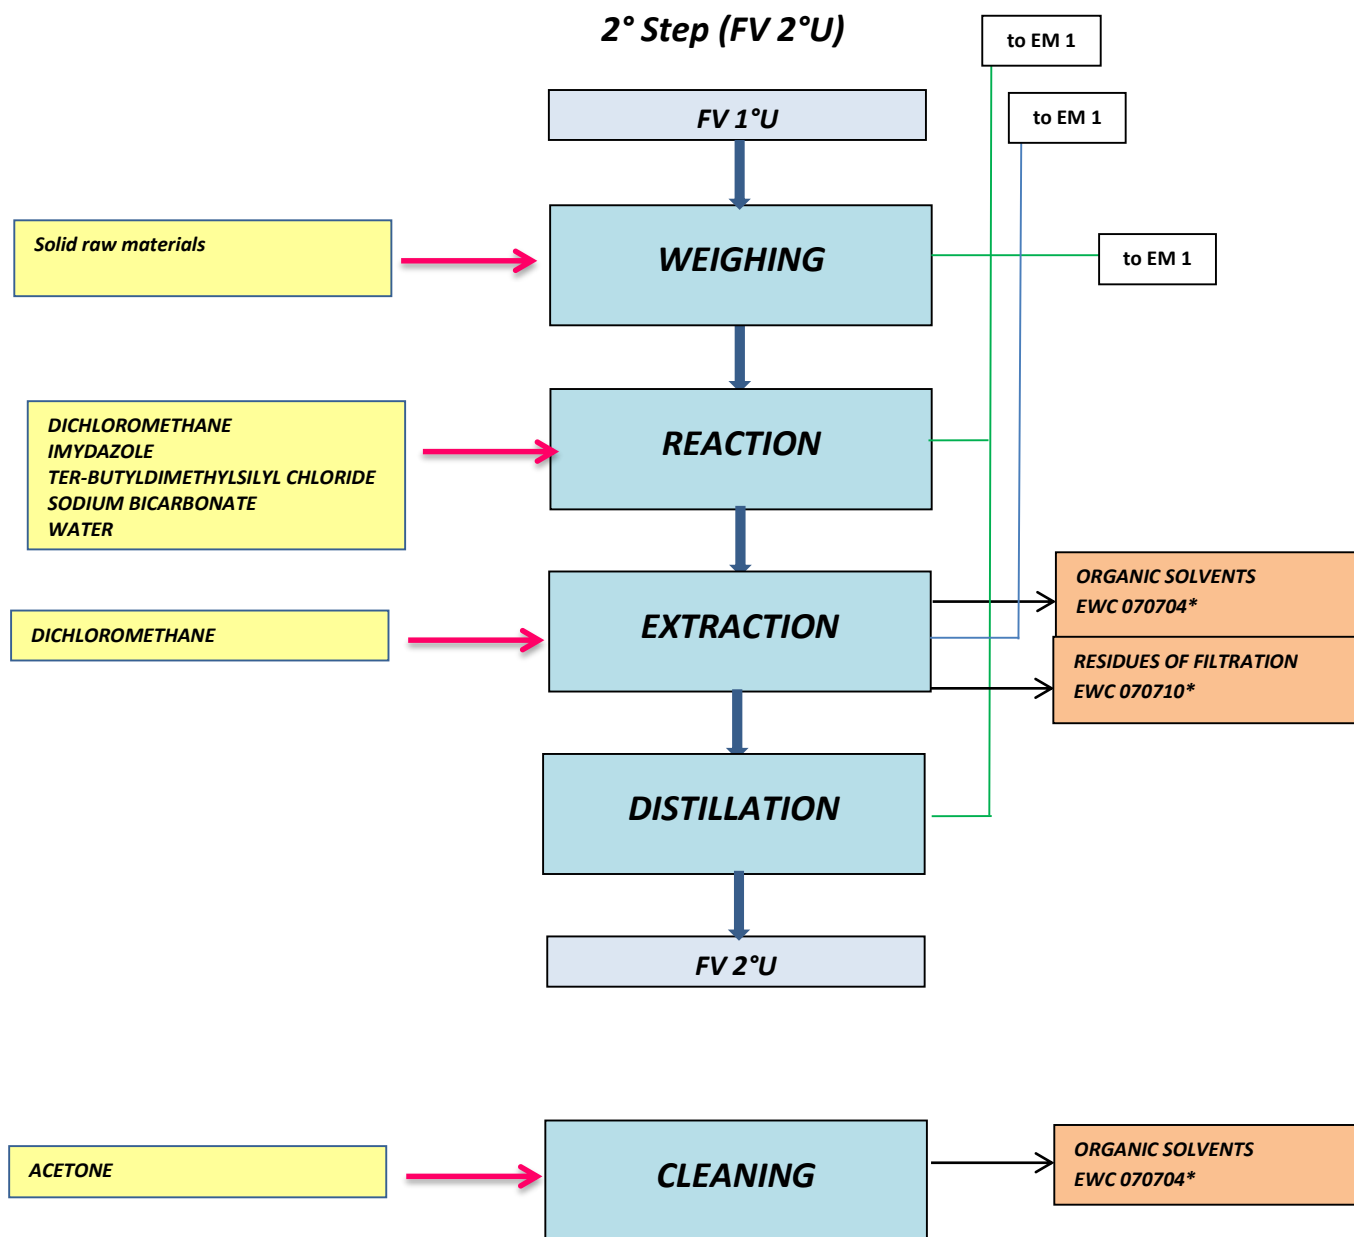 2° Step (FV 2°U)
to EM 1
FV 1°U
to EM 1
Solid raw materials
WEIGHING
to EM 1
DICHLOROMETHANE
IMYDAZOLE
TER-BUTYLDIMETHYLSILYL CHLORIDE
SODIUM BICARBONATE
WATER
REACTION
DICHLOROMETHANE
EXTRACTION
ORGANIC SOLVENTS
EWC 070704*
RESIDUES OF FILTRATION
EWC 070710*
DISTILLATION
FV 2°U
ACETONE
CLEANING
ORGANIC SOLVENTS
EWC 070704*